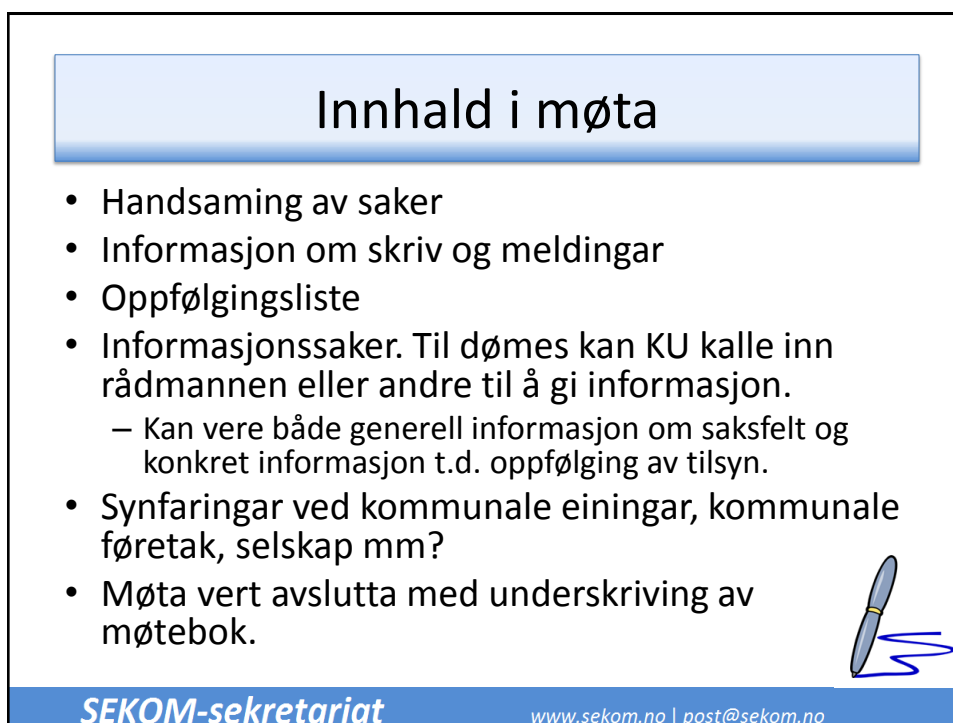 Innhald i møta
• Handsaming av saker
• Informasjon om skriv og meldingar
• Oppfølgingsliste
• Informasjonssaker. Til dømes kan KU kalle inn
rådmannen eller andre til å gi informasjon.
– Kan vere både generell informasjon om saksfelt og
konkret informasjon t.d. oppfølging av tilsyn.
• Synfaringar ved kommunale einingar, kommunale
føretak, selskap mm?
• Møta vert avslutta med underskriving av
møtebok.
SEKOM-sekretariat www.sekom.no | post@sekom.no